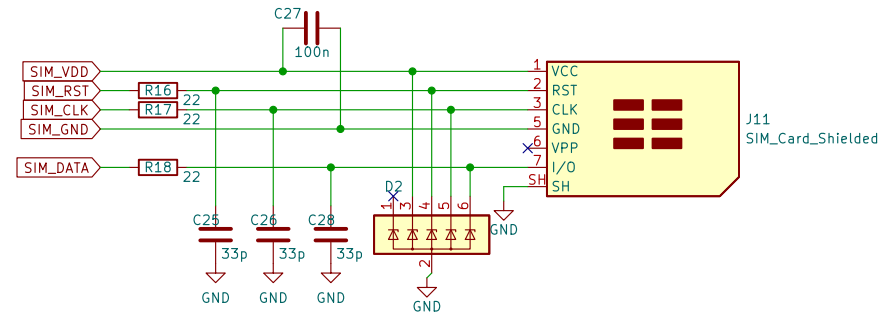 C27
100n
SIM_VDD
1
VCC
SIM_RST
R16
22
2
RST
SIM_CLK
R17
22
3
CLK
J11
SIM_Card_Shielded
SIM_GND
5
GND
6
VPP
SIM_DATA
R18
22
7
I/O
SH
SH
D2
1
3
4
5
6
GND
C25
33p
C26
33p
C28
33p
2
GND
GND
GND
GND